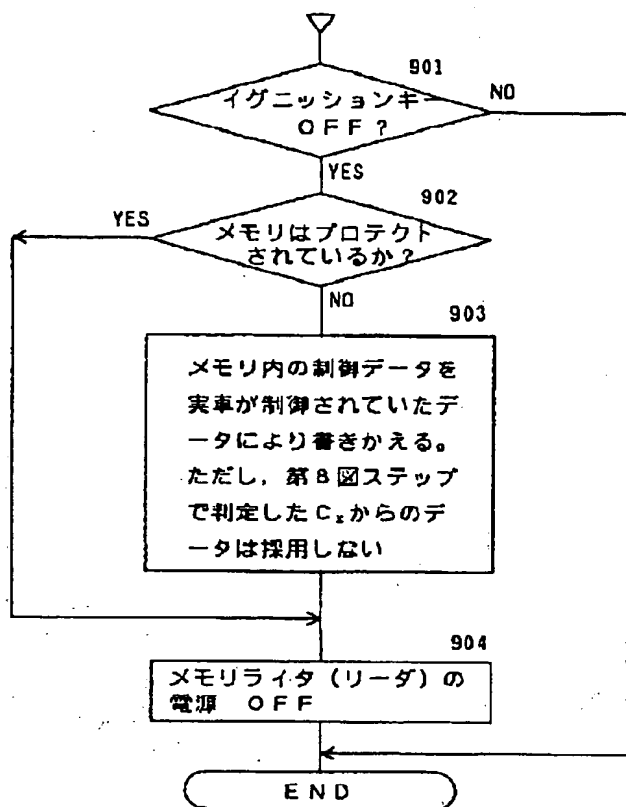 901
イグニッションキー
OFF?
NO
YES
902
YES
メモリはプロテクト
されているか?
NO
903
メモリ内の制御データを
実車が制御されていたデ
ータにより書きかえる。
ただし,第8図ステップ
で判定したCxからのデ
ータは採用しない
904
メモリライタ(リーダ)の
電源 OFF
END